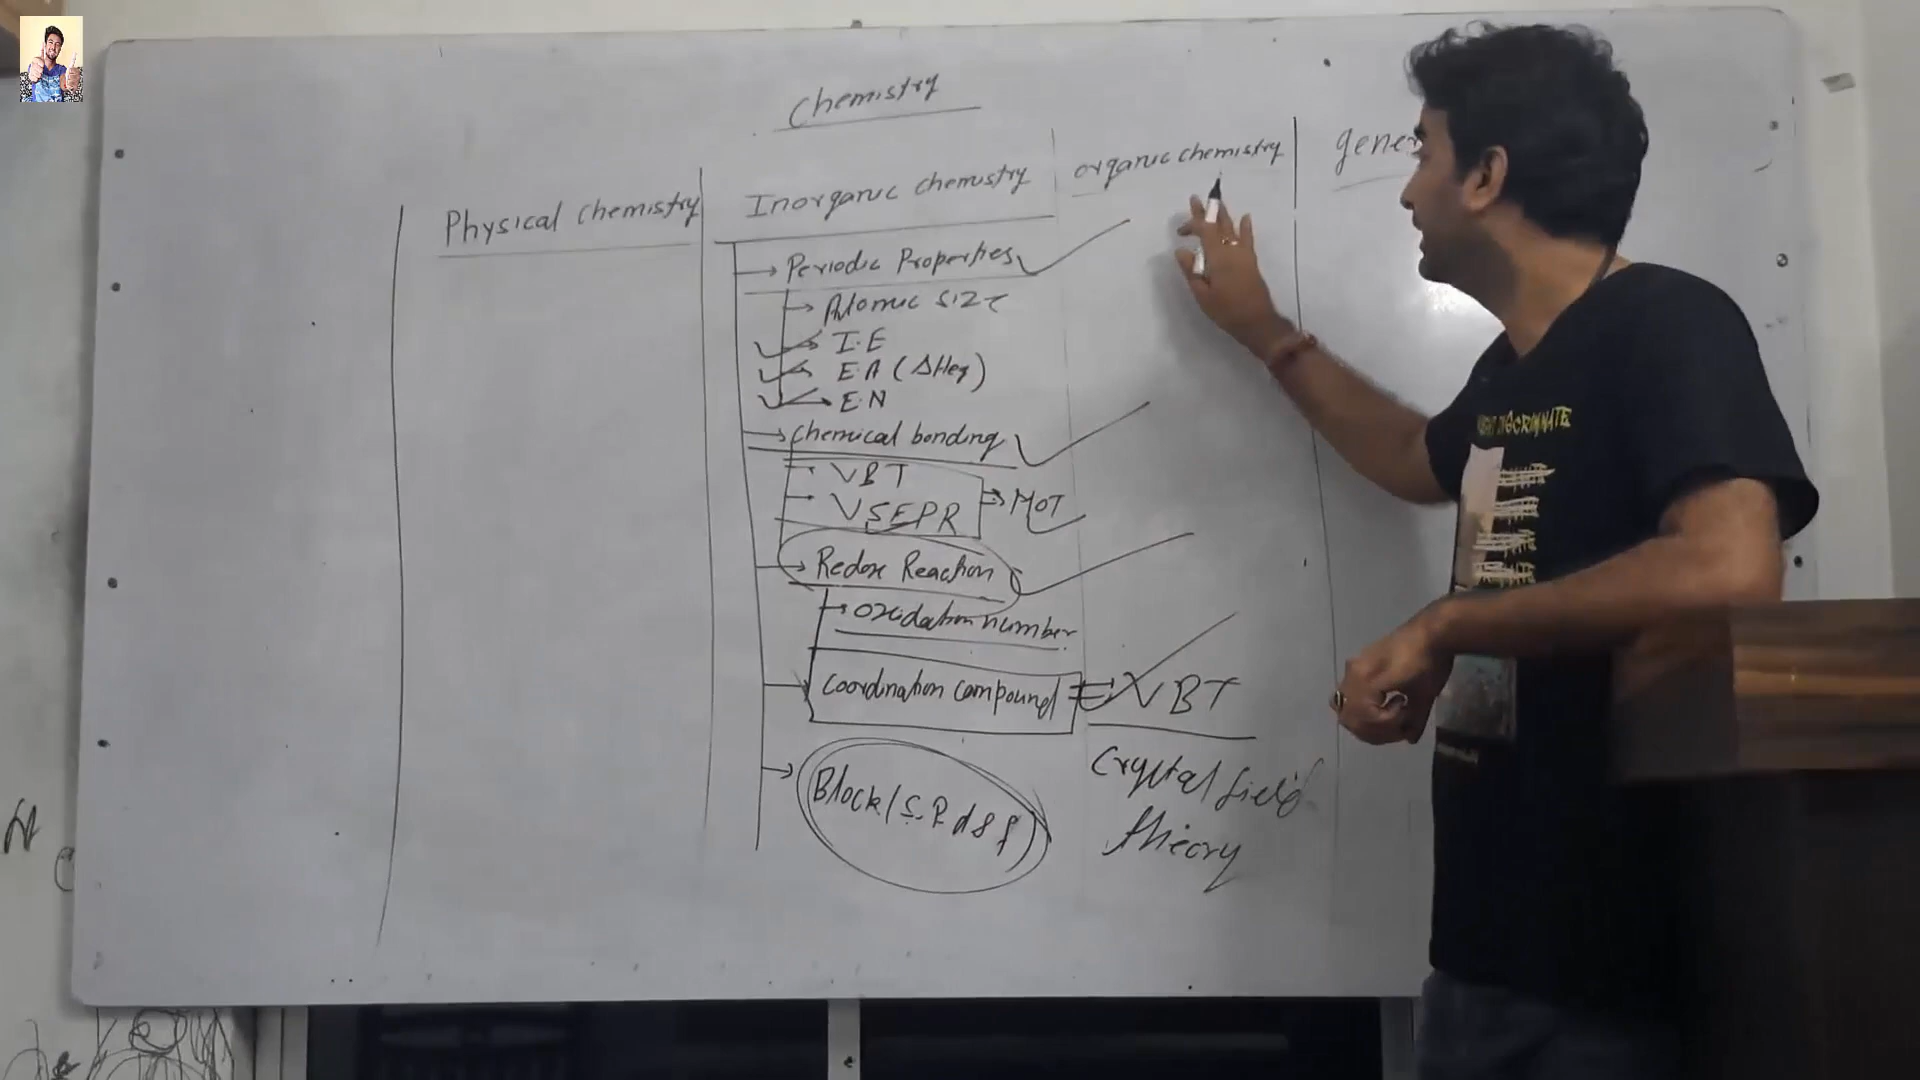 Chemistry
Physical Chemistry
Inorganic Chemistry
organic chemistry
Periodic Properties
Atomic size
I.E
E.A (ΔHeg)
E.N
Chemical bonding
VBT
VSEPR
MOT
Redox Reaction
oxidation number
Coordination Compound
VBT
Crystal field
theory
Block (S.P d & f)